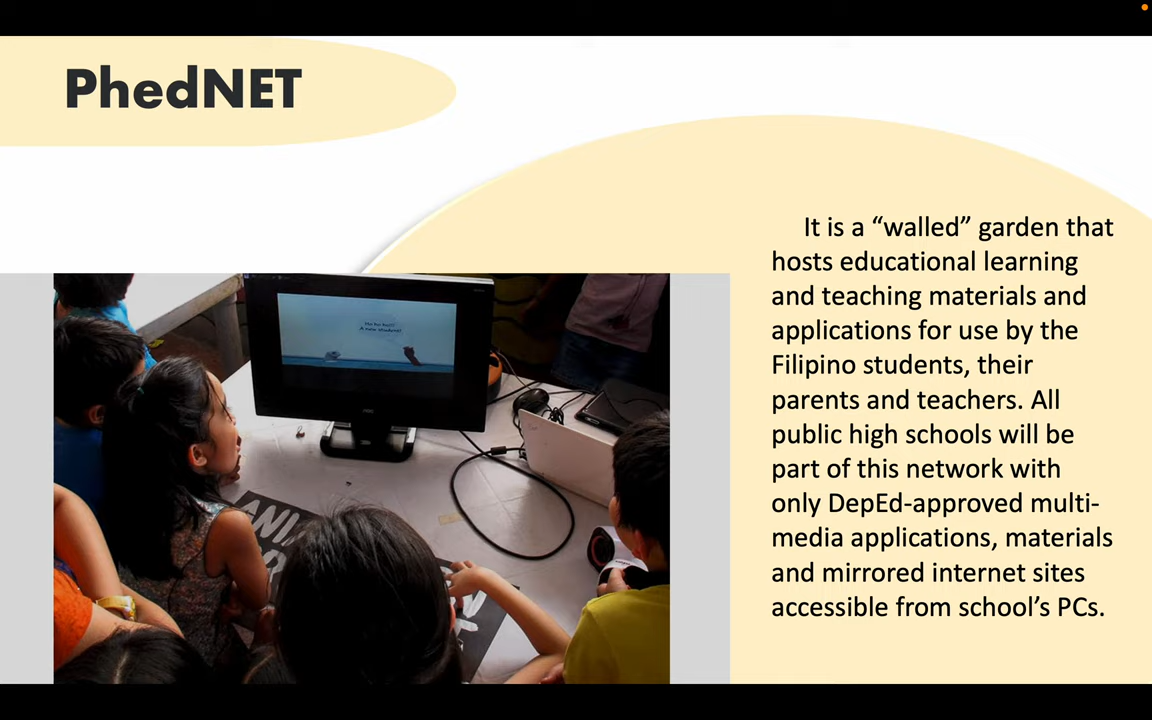 PhedNET
It is a “walled” garden that
hosts educational learning
and teaching materials and
applications for use by the
Filipino students, their
parents and teachers. All
public high schools will be
part of this network with
only DepEd-approved multi-
media applications, materials
and mirrored internet sites
accessible from school’s PCs.